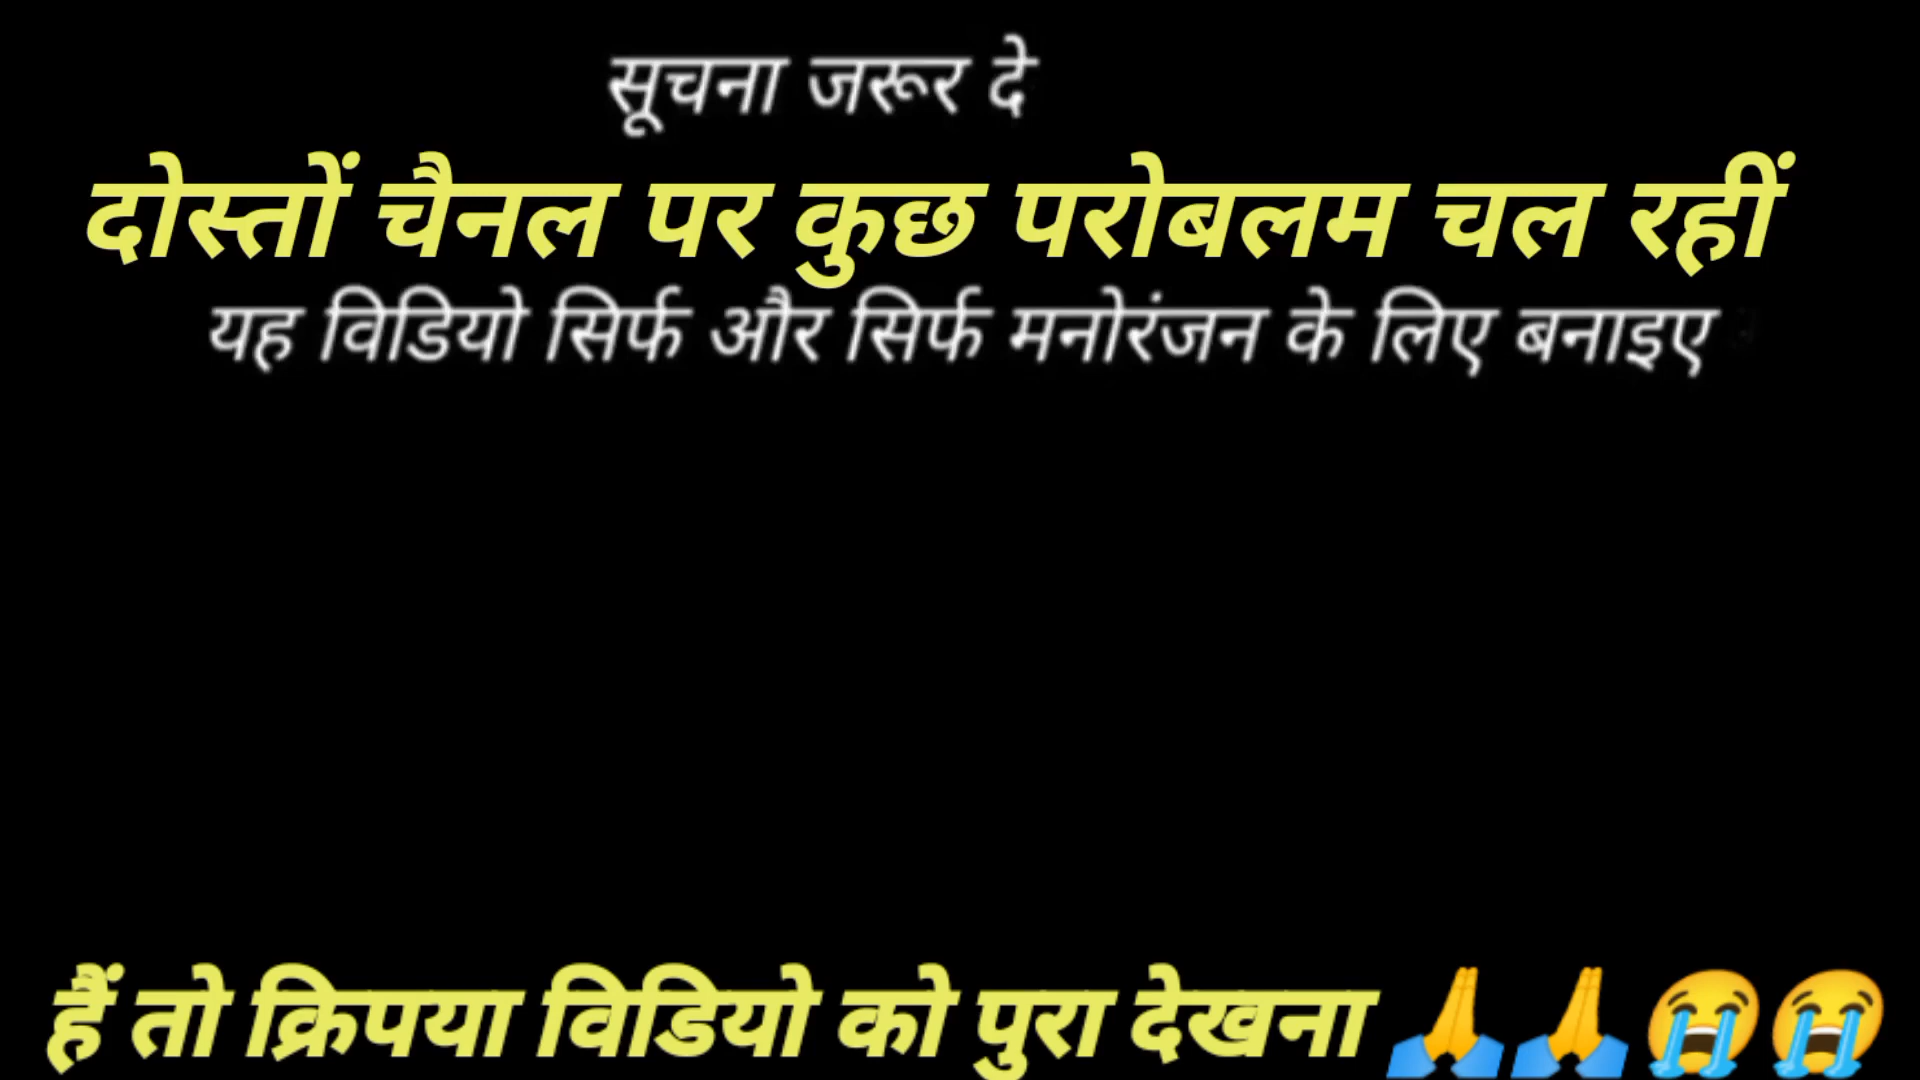 सूचना जरूर दे
दोस्तों चैनल पर कुछ परोबलम चल रहीं
यह विडियो सिर्फ और सिर्फ मनोरंजन के लिए बनाइए
हैं तो क्रिपया विडियो को पुरा देखना 🙏🙏😭😭